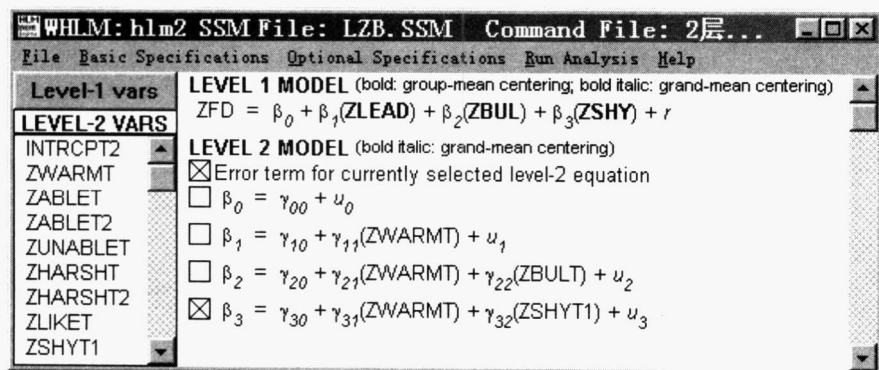 WHLM: hlm2 SSM File: LZB.SSM Command File: 2层...
File Basic Specifications Optional Specifications Run Analysis Help
Level-1 vars
LEVEL-2 VARS
INTRCPT2
ZWARMT
ZABLET
ZABLET2
ZUNABLET
ZHARSHT
ZHARSHT2
ZLIKET
ZSHYT1
LEVEL 1 MODEL (bold: group-mean centering; bold italic: grand-mean centering)
ZFD = β₀ + β₁(ZLEAD) + β₂(ZBUL) + β₃(ZSHY) + r
LEVEL 2 MODEL (bold italic: grand-mean centering)
Error term for currently selected level-2 equation
β₀ = γ₀₀ + u₀
β₁ = γ₁₀ + γ₁₁(ZWARMT) + u₁
β₂ = γ₂₀ + γ₂₁(ZWARMT) + γ₂₂(ZBULT) + u₂
β₃ = γ₃₀ + γ₃₁(ZWARMT) + γ₃₂(ZSHYT1) + u₃